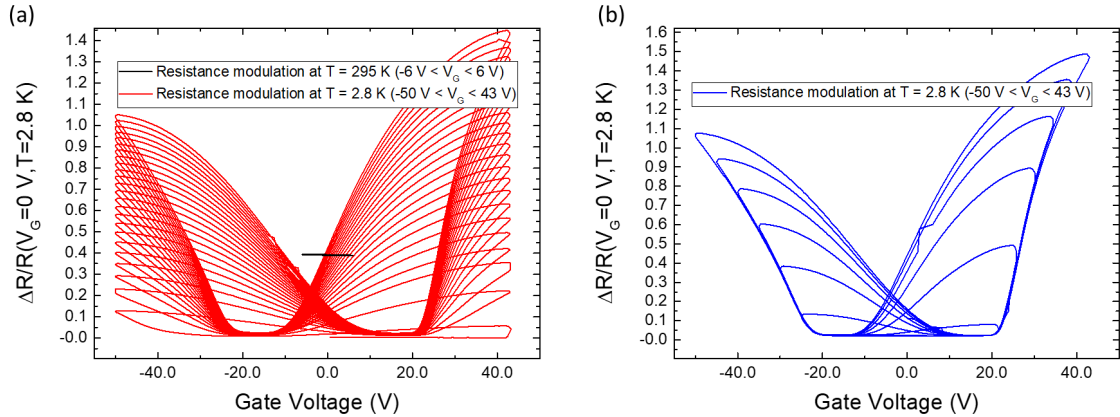 (a)
1.4
1.3
1.2
1.1
1.0
0.9
0.8
0.7
0.6
0.5
0.4
0.3
0.2
0.1
-0.0
ΔR/R(V_G=0 V,T=2.8 K)
Resistance modulation at T = 295 K (-6 V < V_G < 6 V)
Resistance modulation at T = 2.8 K (-50 V < V_G < 43 V)
-40.0 -20.0 0.0 20.0 40.0
Gate Voltage (V)
(b)
1.6
1.5
1.4
1.3
1.2
1.1
1.0
0.9
0.8
0.7
0.6
0.5
0.4
0.3
0.2
0.1
-0.0
ΔR/R(V_G=0 V,T=2.8 K)
Resistance modulation at T = 2.8 K (-50 V < V_G < 43 V)
-40.0 -20.0 0.0 20.0 40.0
Gate Voltage (V)